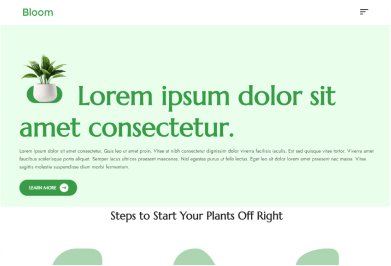 Bloom
Lorem ipsum dolor sit
amet consectetur.
Lorem ipsum dolor sit amet consectetur. Quis leo ut amet proin. Vitae at nibh consectetur dignissim dolor viverra facilisis iaculis. Est sed quisque vitae tortor. Viverra amet
faucibus scelerisque porta aliquet. Semper lacus ultrices praesent maecenas. Nisl egestas purus ut felis lectus. Eget leo sit dolor lorem amet praesent nec massa. Vitae
sagittis molestie suspendisse diam morbi fermentum.
LEARN MORE
Steps to Start Your Plants Off Right